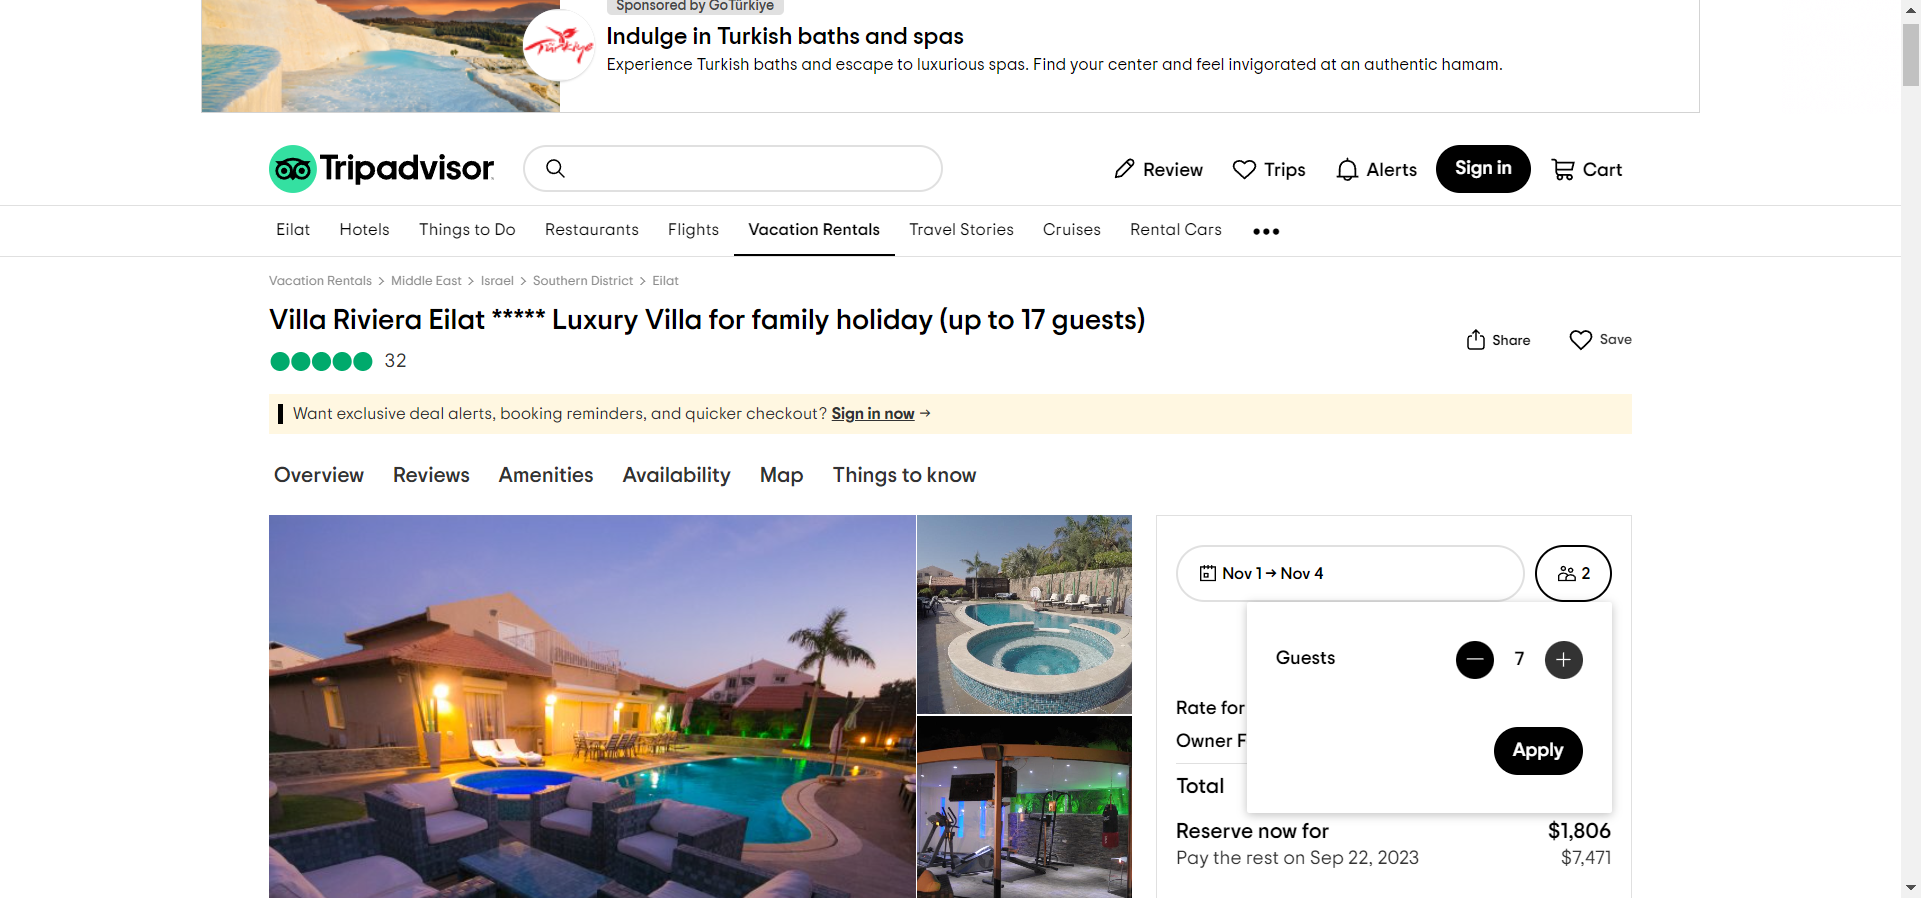 Sponsored by GoTürkiye
Türkiye
Indulge in Turkish baths and spas
Experience Turkish baths and escape to luxurious spas. Find your center and feel invigorated at an authentic hamam.
Tripadvisor
Review
Trips
Alerts
Sign in
Cart
Eilat
Hotels
Things to Do
Restaurants
Flights
Vacation Rentals
Travel Stories
Cruises
Rental Cars
Vacation Rentals > Middle East > Israel > Southern District > Eilat
Villa Riviera Eilat ***** Luxury Villa for family holiday (up to 17 guests)
32
Share
Save
Want exclusive deal alerts, booking reminders, and quicker checkout? Sign in now →
Overview
Reviews
Amenities
Availability
Map
Things to know
Nov 1 → Nov 4
2
Guests
7
Apply
Rate for
Owner F
Total
Reserve now for $1,806
Pay the rest on Sep 22, 2023 $7,471